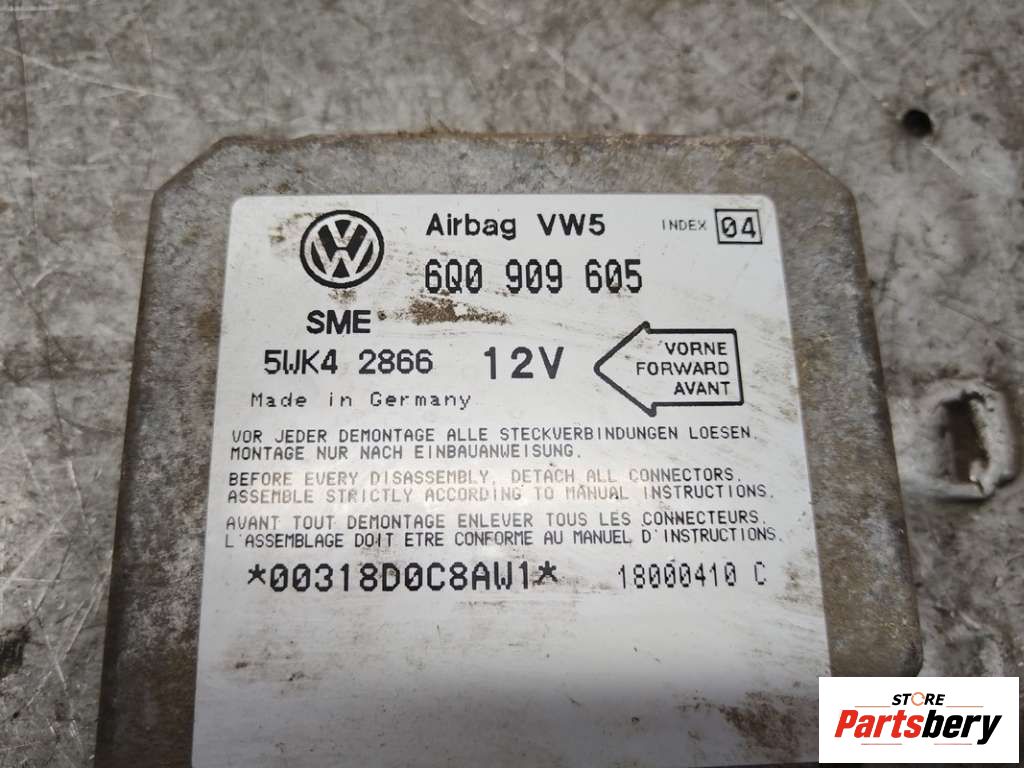 Airbag VW5
INDEX 04
6Q0 909 605
SME
5WK4 2866 12V
VORNE
FORWARD
AVANT
Made in Germany
VOR JEDER DEMONTAGE ALLE STECKVERBINDUNGEN LOESEN.
MONTAGE NUR NACH EINBAUANWEISUNG.
BEFORE EVERY DISASSEMBLY, DETACH ALL CONNECTORS.
ASSEMBLE STRICTLY ACCORDING TO MANUAL INSTRUCTIONS.
AVANT TOUT DEMONTAGE ENLEVER TOUS LES CONNECTEURS.
L'ASSEMBLAGE DOIT ETRE CONFORME AU MANUEL D'INSTRUCTIONS.
*00318D0C8AW1* 18000410 C
STORE
Partsbery